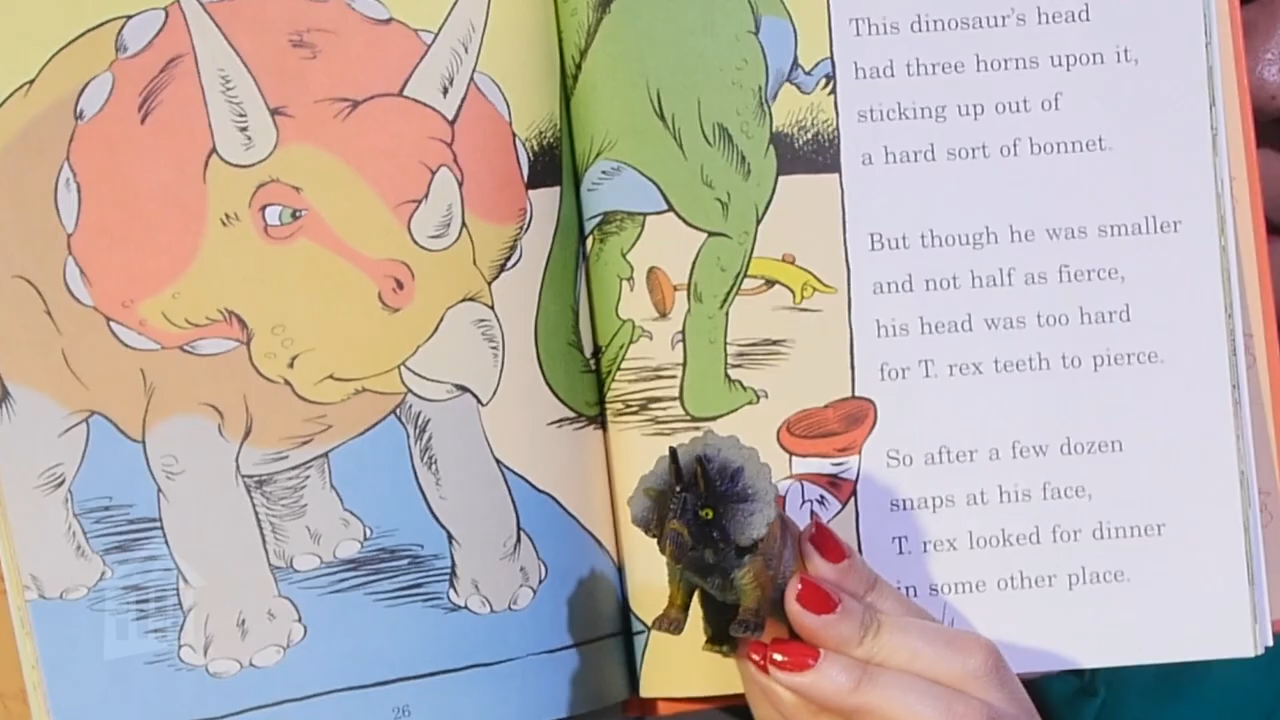 This dinosaur's head
had three horns upon it,
sticking up out of
a hard sort of bonnet.
But though he was smaller
and not half as fierce,
his head was too hard
for T. rex teeth to pierce.
So after a few dozen
snaps at his face,
T. rex looked for dinner
in some other place.
26